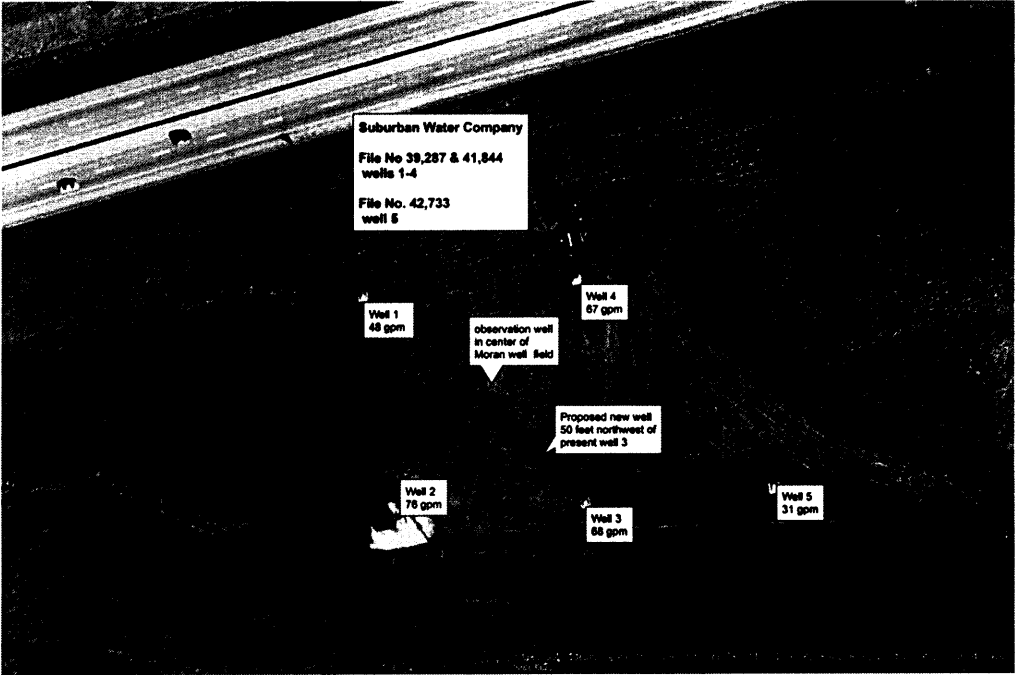 Suburban Water Company
File No 39,287 & 41,844
wells 1-4
File No. 42,733
well 5
Well 1
48 gpm
Well 4
67 gpm
observation well
in center of
Moran well field
Proposed new well
50 feet northwest of
present well 3
Well 2
76 gpm
Well 3
68 gpm
Well 5
31 gpm